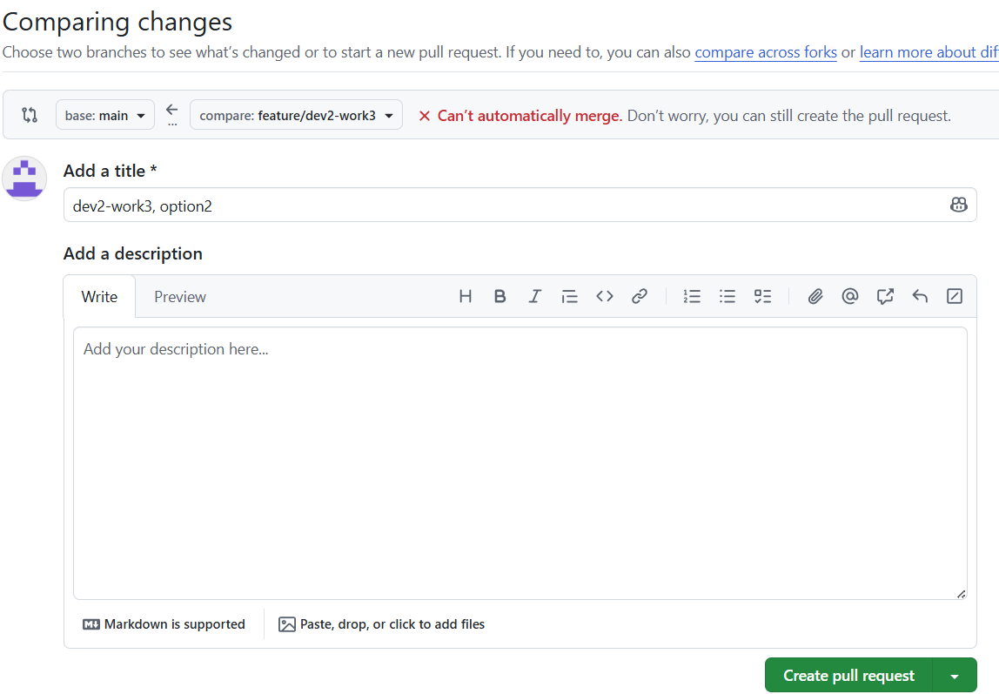 Comparing changes
Choose two branches to see what's changed or to start a new pull request. If you need to, you can also compare across forks or learn more about dif
base: main ... compare: feature/dev2-work3 Can't automatically merge. Don't worry, you can still create the pull request.
Add a title *
dev2-work3, option2
Add a description
Write Preview
Add your description here...
Markdown is supported Paste, drop, or click to add files
Create pull request